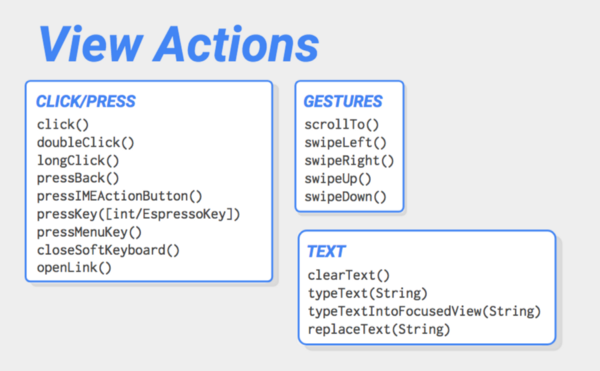 View Actions
CLICK/PRESS
click()
doubleClick()
longClick()
pressBack()
pressIMEActionButton()
pressKey([int/EspressoKey])
pressMenuKey()
closeSoftKeyboard()
openLink()
GESTURES
scrollTo()
swipeLeft()
swipeRight()
swipeUp()
swipeDown()
TEXT
clearText()
typeText(String)
typeTextIntoFocusedView(String)
replaceText(String)